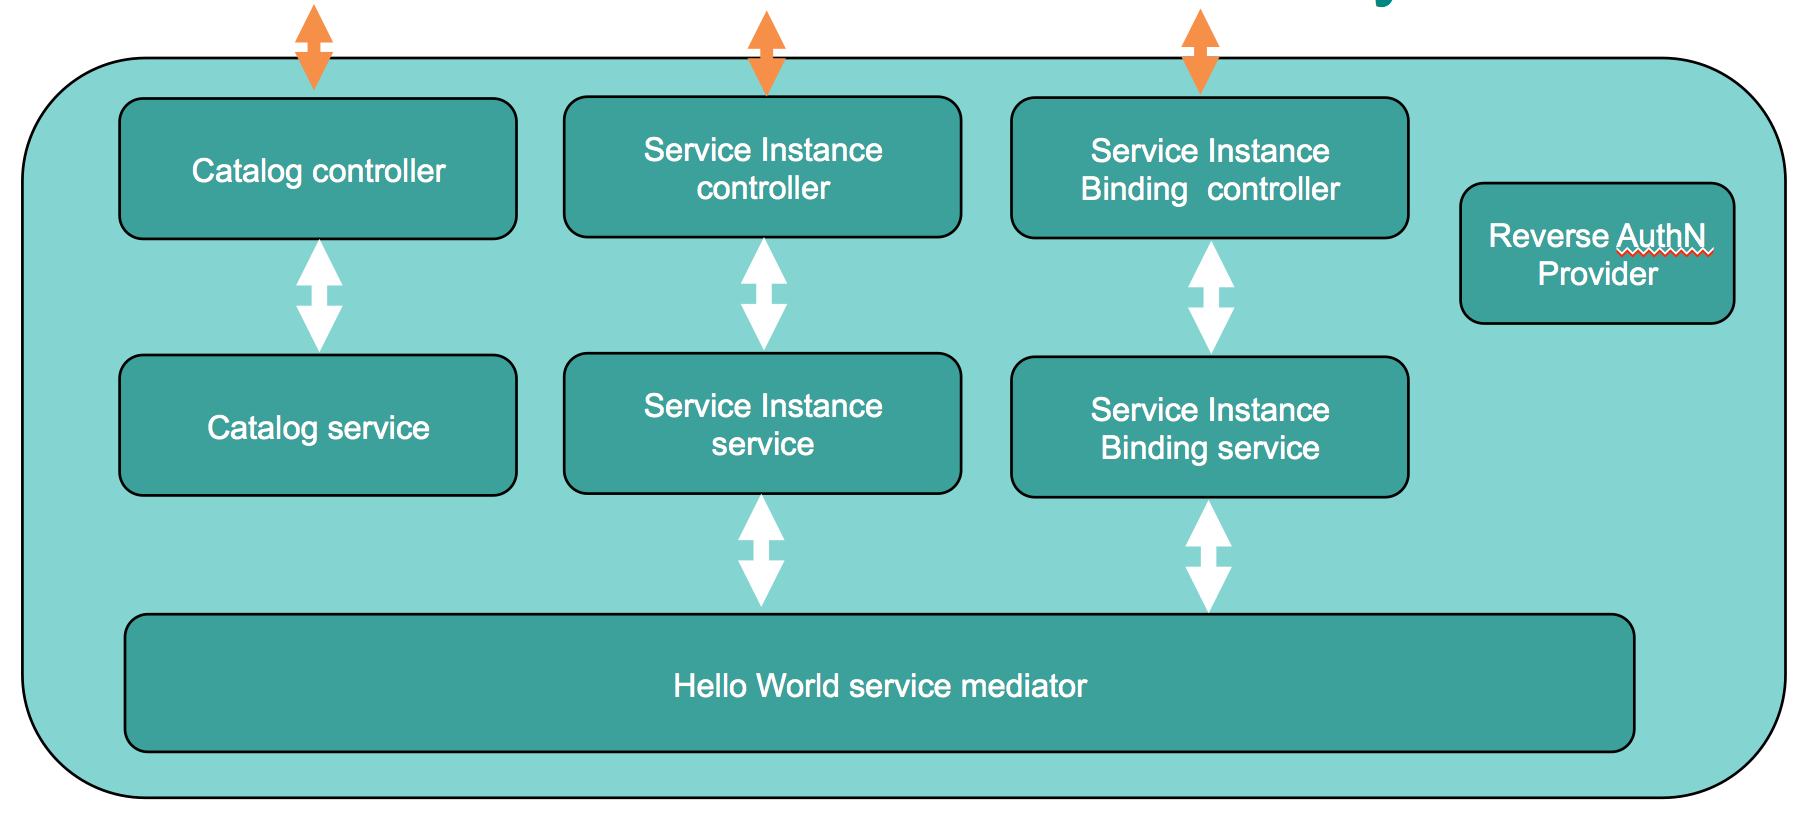 Catalog controller
Service Instance
controller
Service Instance
Binding  controller
Reverse AuthN
Provider
Catalog service
Service Instance
service
Service Instance
Binding service
Hello World service mediator